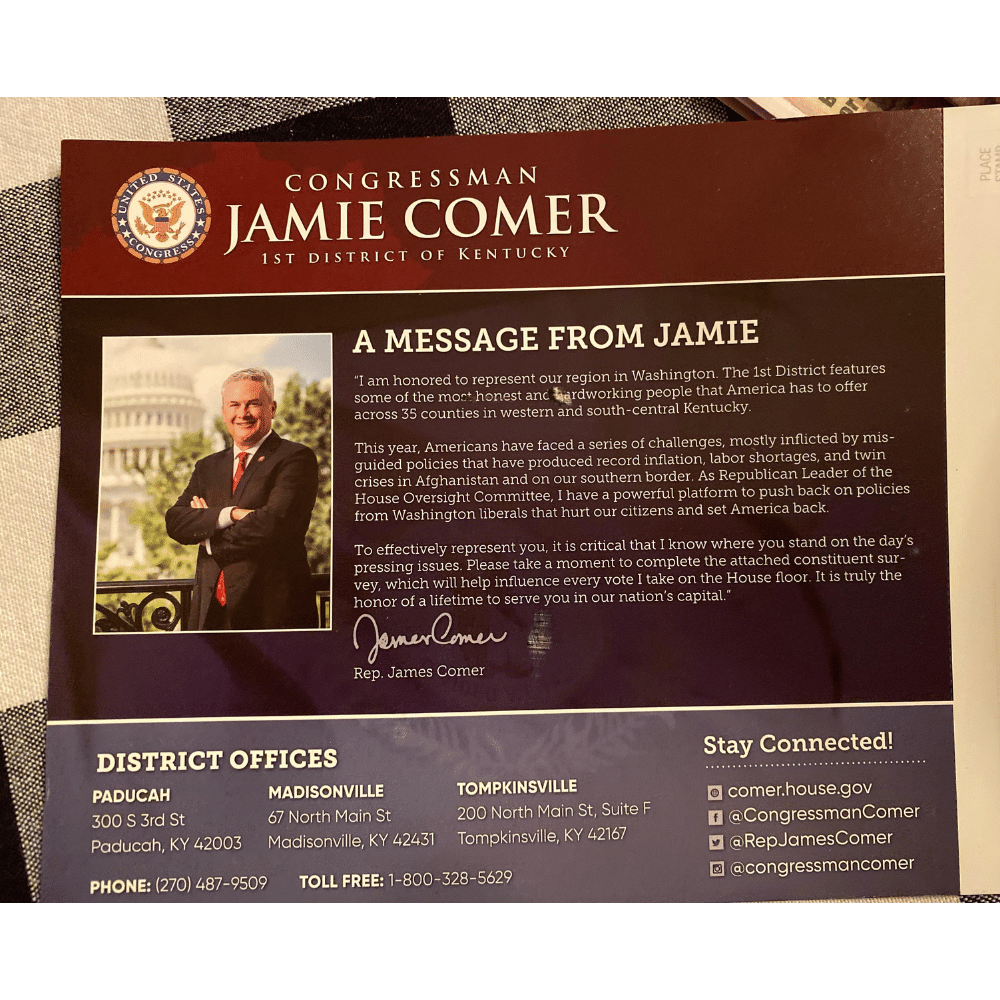 UNITED STATES
CONGRESS
CONGRESSMAN
JAMIE COMER
1ST DISTRICT OF KENTUCKY
PLACE
A MESSAGE FROM JAMIE
“I am honored to represent our region in Washington. The 1st District features
some of the most honest and hardworking people that America has to offer
across 35 counties in western and south-central Kentucky.
This year, Americans have faced a series of challenges, mostly inflicted by mis-
guided policies that have produced record inflation, labor shortages, and twin
crises in Afghanistan and on our southern border. As Republican Leader of the
House Oversight Committee, I have a powerful platform to push back on policies
from Washington liberals that hurt our citizens and set America back.
To effectively represent you, it is critical that I know where you stand on the day's
pressing issues. Please take a moment to complete the attached constituent sur-
vey, which will help influence every vote I take on the House floor. It is truly the
honor of a lifetime to serve you in our nation's capital.”
James Comer
Rep. James Comer
DISTRICT OFFICES
PADUCAH
300 S 3rd St
Paducah, KY 42003
MADISONVILLE
67 North Main St
Madisonville, KY 42431
TOMPKINSVILLE
200 North Main St, Suite F
Tompkinsville, KY 42167
PHONE: (270) 487-9509 TOLL FREE: 1-800-328-5629
Stay Connected!
comer.house.gov
@CongressmanComer
@RepJamesComer
@congressmancomer